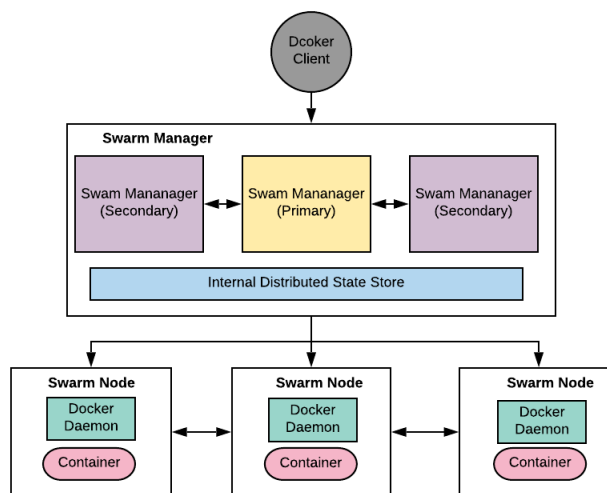 Dcoker
Client
Swarm Manager
Swam Mananager
(Secondary)
Swam Mananager
(Primary)
Swam Mananager
(Secondary)
Internal Distributed State Store
Swarm Node
Docker
Daemon
Container
Swarm Node
Docker
Daemon
Container
Swarm Node
Docker
Daemon
Container